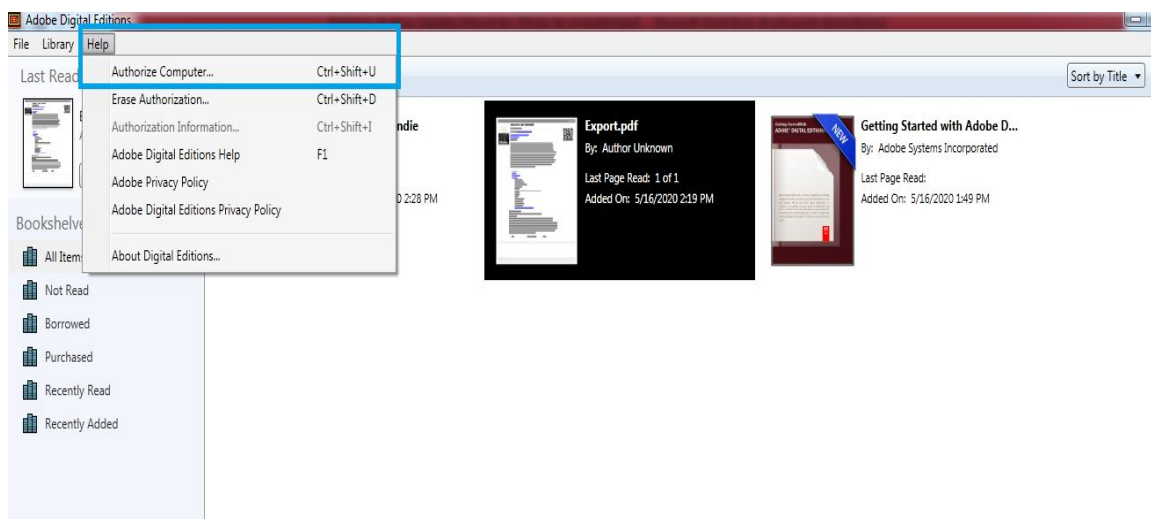 Adobe Digital Editions
File Library Help
Last Read
Sort by Title
Authorize Computer... Ctrl+Shift+U
Erase Authorization... Ctrl+Shift+D
Authorization Information... Ctrl+Shift+I
Adobe Digital Editions Help F1
Adobe Privacy Policy
Adobe Digital Editions Privacy Policy
About Digital Editions...
ndie
0 2:28 PM
Export.pdf
By: Author Unknown
Last Page Read: 1 of 1
Added On: 5/16/2020 2:19 PM
NEW
Getting Started with Adobe D...
By: Adobe Systems Incorporated
Last Page Read:
Added On: 5/16/2020 1:49 PM
Bookshelve
All Items
Not Read
Borrowed
Purchased
Recently Read
Recently Added